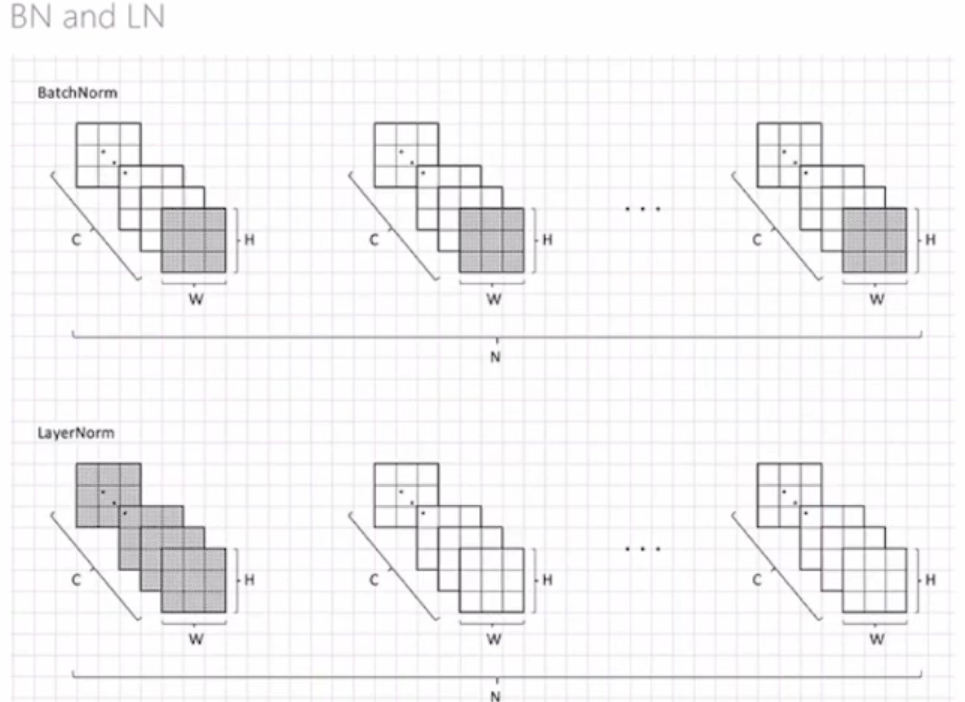 BN and LN
BatchNorm
C H C H . . . C H
W W W
N
LayerNorm
C H C H . . . C H
W W W
N